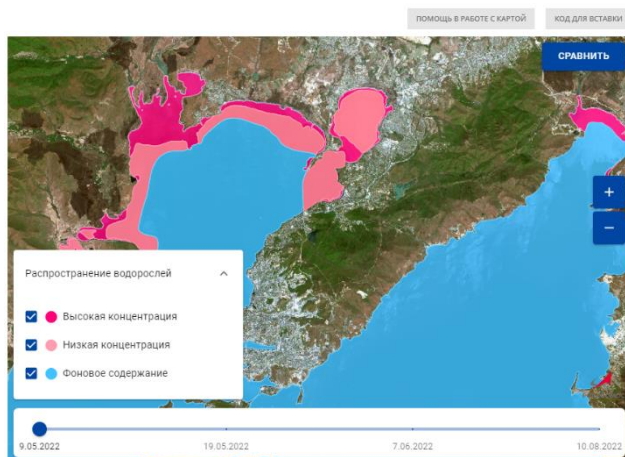 ПОМОЩЬ В РАБОТЕ С КАРТОЙ
КОД ДЛЯ ВСТАВКИ
СРАВНИТЬ
+
−
Распространение водорослей
Высокая концентрация
Низкая концентрация
Фоновое содержание
9.05.2022
19.05.2022
7.06.2022
10.08.2022